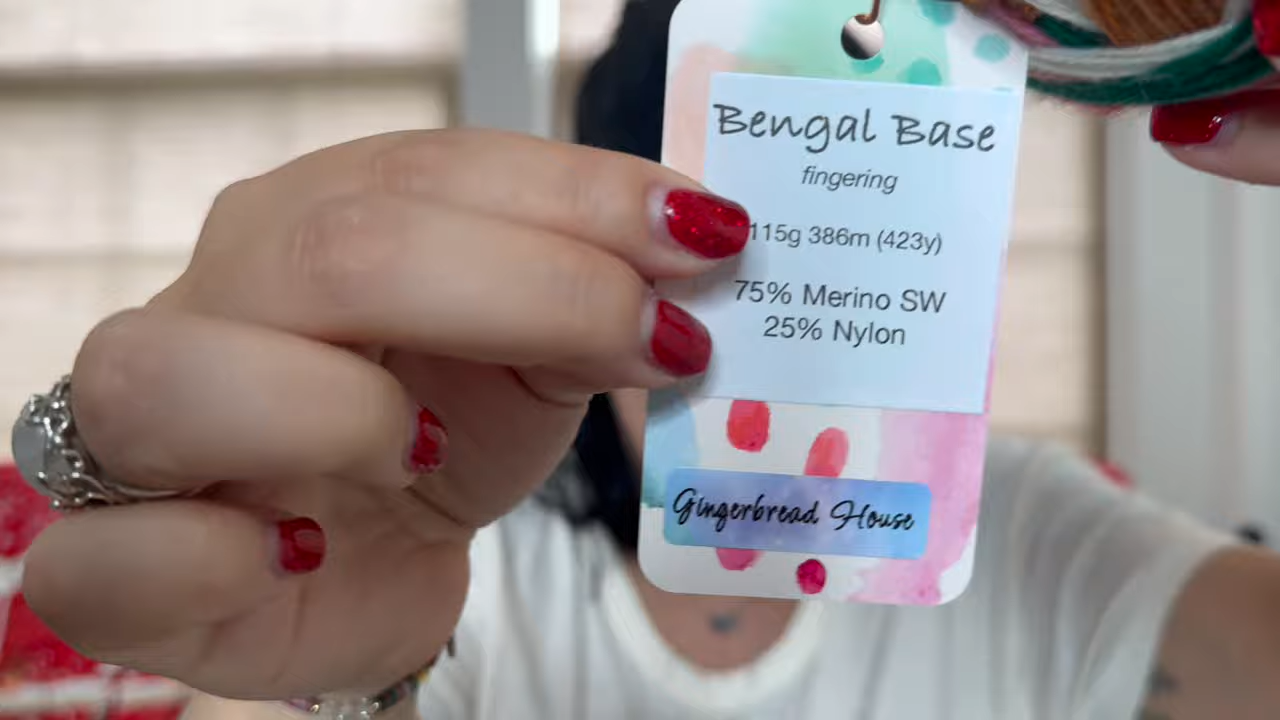 Bengal Base
fingering
115g 386m (423y)
75% Merino SW
25% Nylon
Gingerbread House